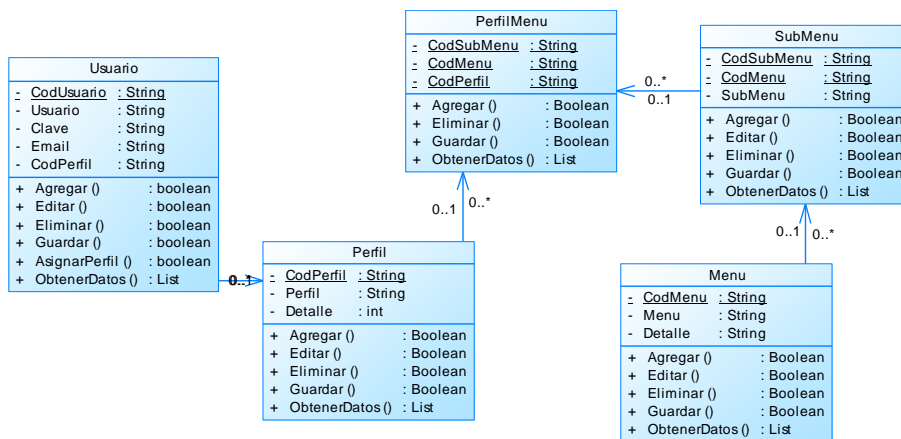 PerfilMenu
- CodSubMenu : String
- CodMenu : String
- CodPerfil : String
+ Agregar () : Boolean
+ Eliminar () : Boolean
+ Guardar () : Boolean
+ ObtenerDatos () : List
SubMenu
- CodSubMenu : String
- CodMenu : String
- SubMenu : String
+ Agregar () : Boolean
+ Editar () : Boolean
+ Eliminar () : Boolean
+ Guardar () : Boolean
+ ObtenerDatos () : List
0..*
0..1
Usuario
- CodUsuario : String
- Usuario : String
- Clave : String
- Email : String
- CodPerfil : String
+ Agregar () : boolean
+ Editar () : boolean
+ Eliminar () : boolean
+ Guardar () : boolean
+ AsignarPerfil () : boolean
+ ObtenerDatos () : List
0..1
0..*
0..1
0..*
Perfil
- CodPerfil : String
- Perfil : String
- Detalle : int
+ Agregar () : Boolean
+ Editar () : Boolean
+ Eliminar () : Boolean
+ Guardar () : Boolean
+ ObtenerDatos () : List
Menu
- CodMenu : String
- Menu : String
- Detalle : String
+ Agregar () : Boolean
+ Editar () : Boolean
+ Eliminar () : Boolean
+ Guardar () : Boolean
+ ObtenerDatos () : List